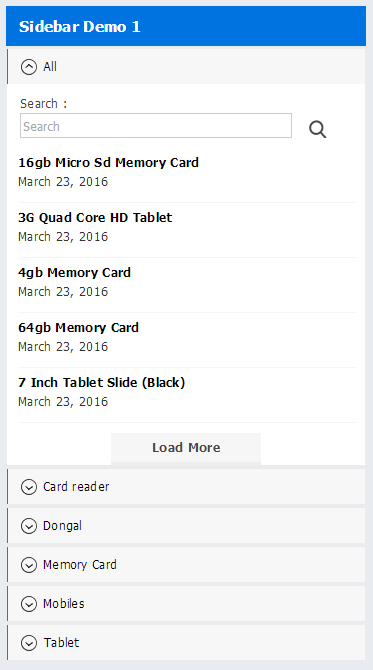 Sidebar Demo 1
All
Search :
Search
16gb Micro Sd Memory Card
March 23, 2016
3G Quad Core HD Tablet
March 23, 2016
4gb Memory Card
March 23, 2016
64gb Memory Card
March 23, 2016
7 Inch Tablet Slide (Black)
March 23, 2016
Load More
Card reader
Dongal
Memory Card
Mobiles
Tablet